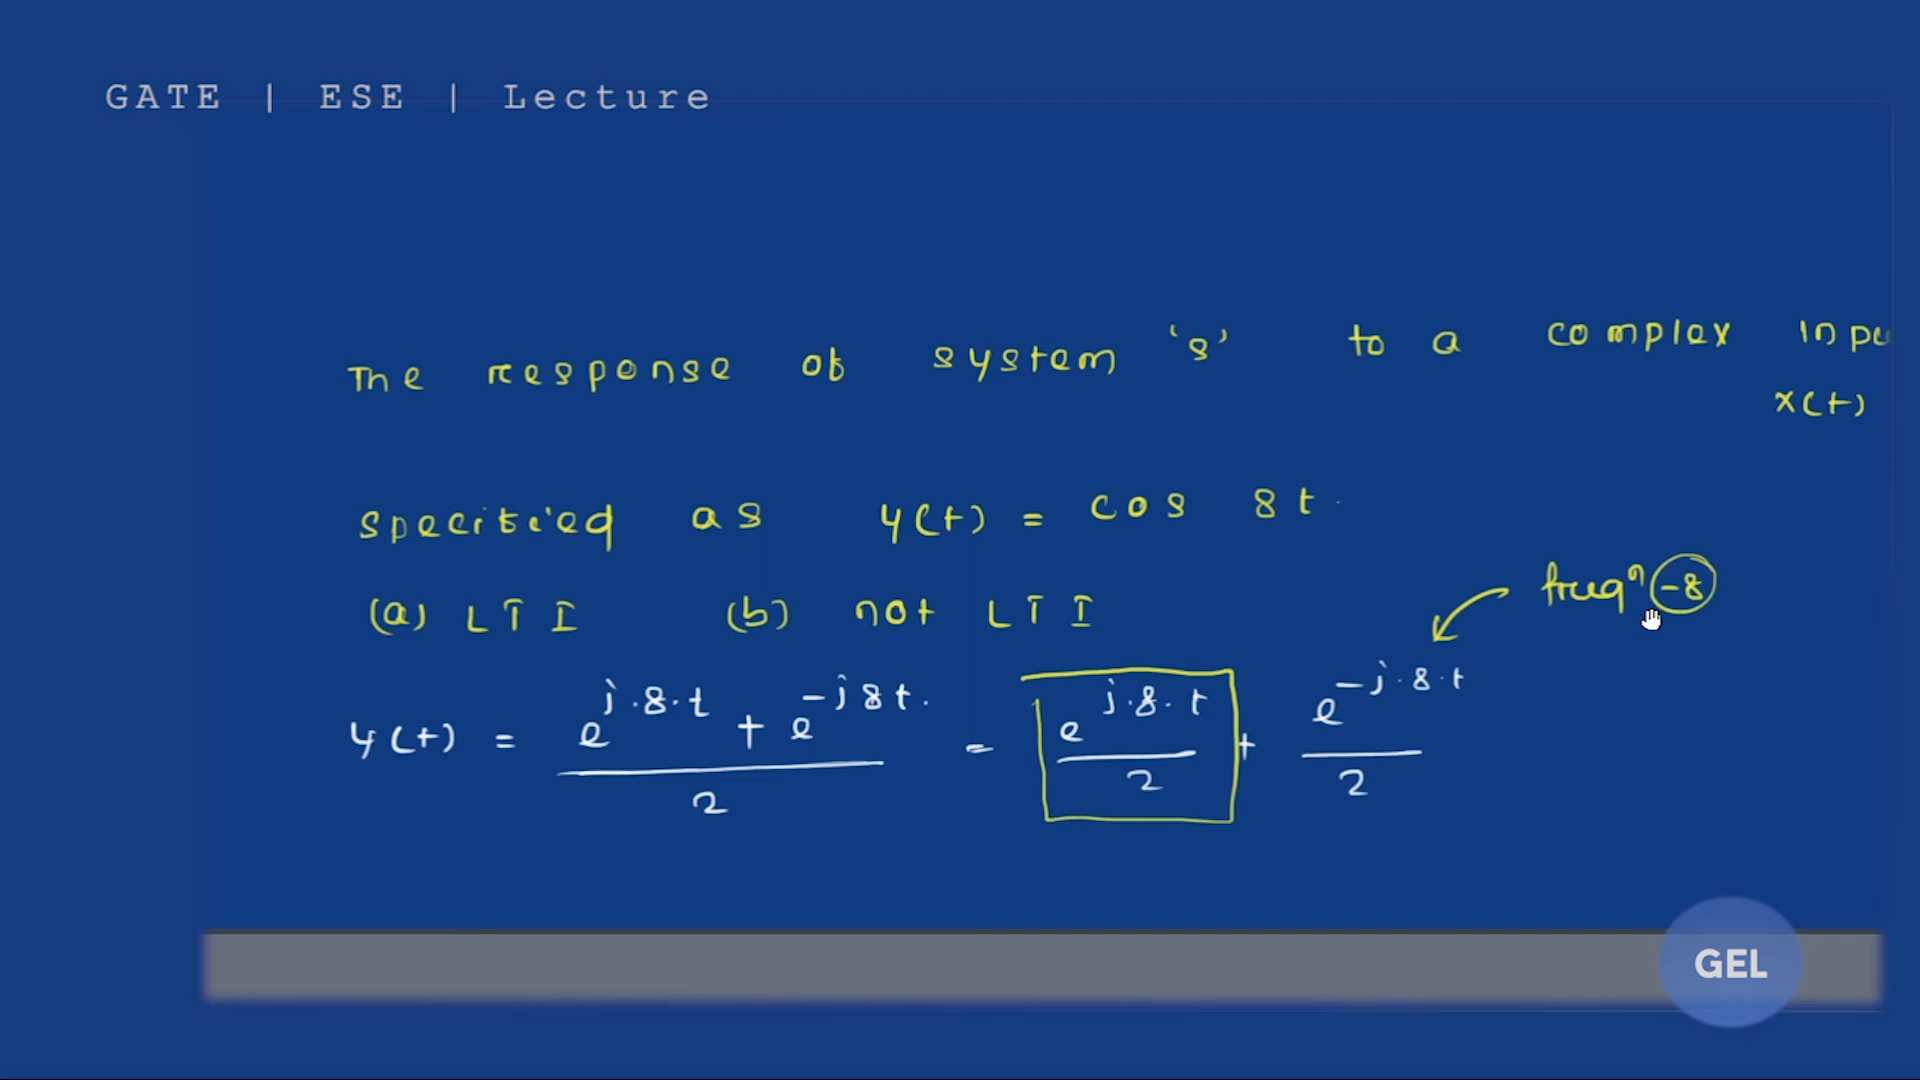 GATE | ESE | Lecture
The response of system 's' to a complex inpu
x(t)
specified as y(t) = cos 8t.
(a) LTI (b) not LTI
freqⁿ -8
y(t) = (e^{j.8.t} + e^{-j8t}.)/2 = e^{j.8.t}/2 + e^{-j.8.t}/2
GEL